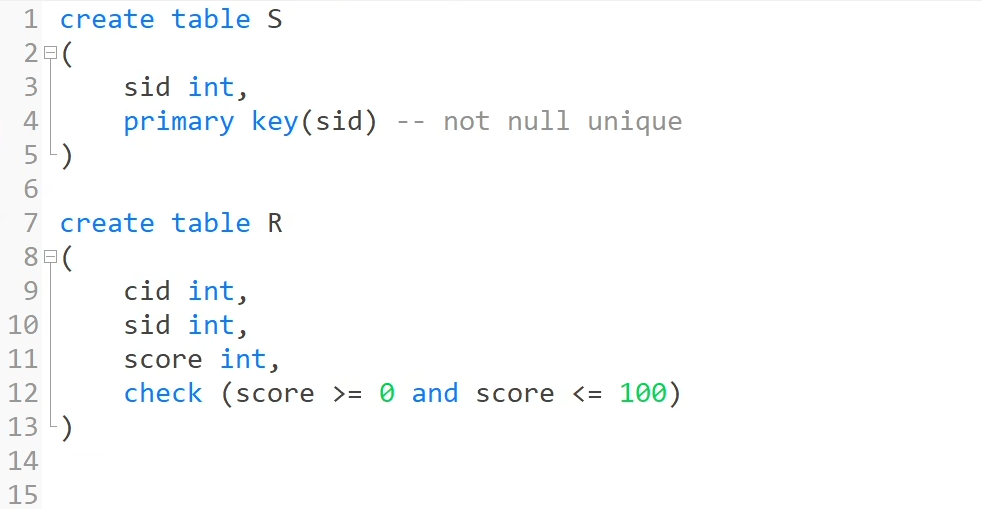 1 create table S
2 (
3 sid int,
4 primary key(sid) -- not null unique
5 )
6
7 create table R
8 (
9 cid int,
10 sid int,
11 score int,
12 check (score >= 0 and score <= 100)
13 )
14
15